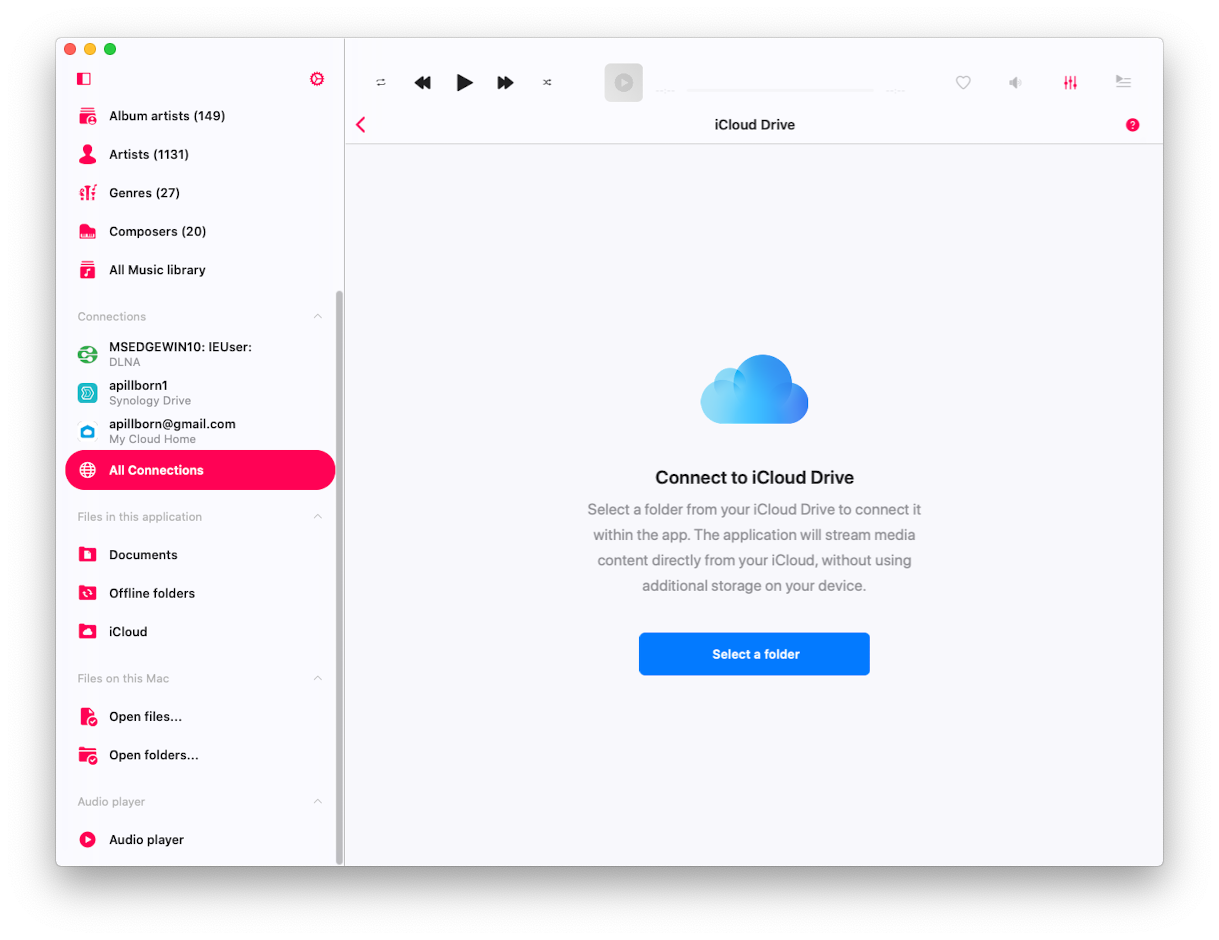 Album artists (149)
Artists (1131)
Genres (27)
Composers (20)
All Music library
Connections
MSEDGEWIN10: IEUser:
DLNA
apillborn1
Synology Drive
apillborn@gmail.com
My Cloud Home
All Connections
Files in this application
Documents
Offline folders
iCloud
Files on this Mac
Open files...
Open folders...
Audio player
Audio player
--:--
--:--
iCloud Drive
?
Connect to iCloud Drive
Select a folder from your iCloud Drive to connect it
within the app. The application will stream media
content directly from your iCloud, without using
additional storage on your device.
Select a folder